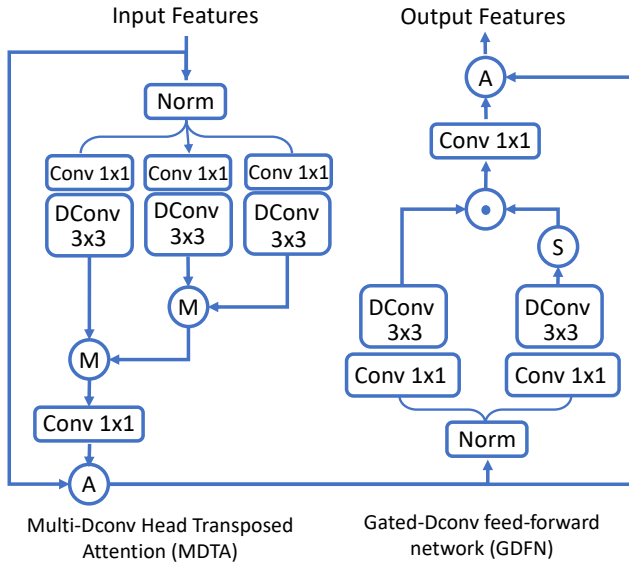 Input Features
Norm
Conv 1x1
Conv 1x1
Conv 1x1
DConv
3x3
DConv
3x3
DConv
3x3
M
M
Conv 1x1
A
Multi-Dconv Head Transposed
Attention (MDTA)
Output Features
A
Conv 1x1
S
DConv
3x3
DConv
3x3
Conv 1x1
Conv 1x1
Norm
Gated-Dconv feed-forward
network (GDFN)